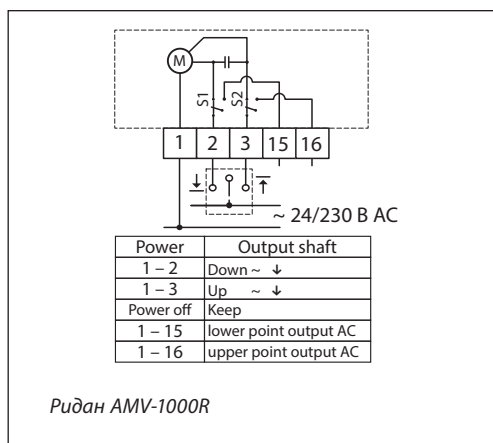 M
S1
S2
1 2 3 15 16
~ 24/230 В AC
Power Output shaft
1 – 2 Down ~ ↓
1 – 3 Up ~ ↓
Power off Keep
1 – 15 lower point output AC
1 – 16 upper point output AC
Ридан AMV-1000R